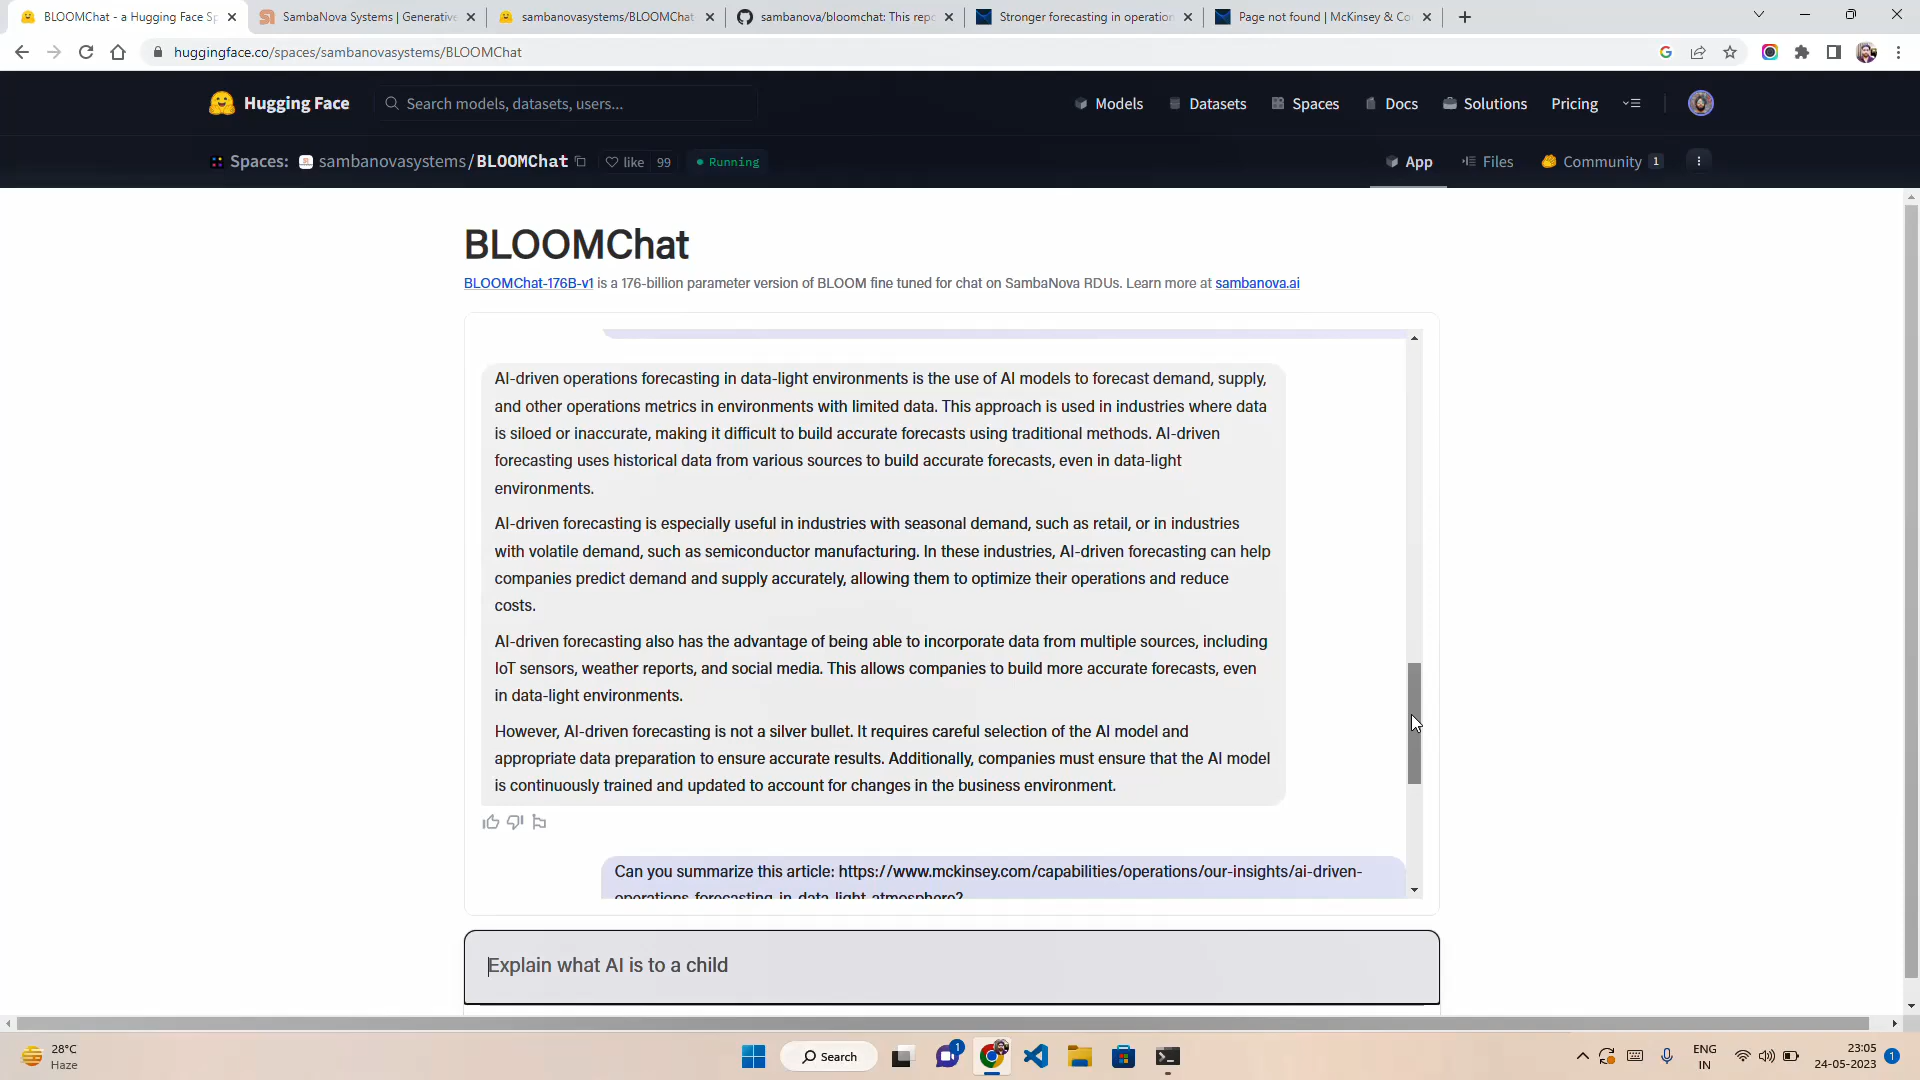 BLOOMChat - a Hugging Face Sp
SambaNova Systems | Generative
sambanovasystems/BLOOMChat
sambanova/bloomchat: This repo
Stronger forecasting in operation
Page not found | McKinsey & Co
huggingface.co/spaces/sambanovasystems/BLOOMChat
Hugging Face
Search models, datasets, users...
Models
Datasets
Spaces
Docs
Solutions
Pricing
Spaces:
sambanovasystems/BLOOMChat
like 99
Running
App
Files
Community 1
BLOOMChat
BLOOMChat-176B-v1 is a 176-billion parameter version of BLOOM fine tuned for chat on SambaNova RDUs. Learn more at sambanova.ai
AI-driven operations forecasting in data-light environments is the use of AI models to forecast demand, supply,
and other operations metrics in environments with limited data. This approach is used in industries where data
is siloed or inaccurate, making it difficult to build accurate forecasts using traditional methods. AI-driven
forecasting uses historical data from various sources to build accurate forecasts, even in data-light
environments.
AI-driven forecasting is especially useful in industries with seasonal demand, such as retail, or in industries
with volatile demand, such as semiconductor manufacturing. In these industries, AI-driven forecasting can help
companies predict demand and supply accurately, allowing them to optimize their operations and reduce
costs.
AI-driven forecasting also has the advantage of being able to incorporate data from multiple sources, including
IoT sensors, weather reports, and social media. This allows companies to build more accurate forecasts, even
in data-light environments.
However, AI-driven forecasting is not a silver bullet. It requires careful selection of the AI model and
appropriate data preparation to ensure accurate results. Additionally, companies must ensure that the AI model
is continuously trained and updated to account for changes in the business environment.
Can you summarize this article: https://www.mckinsey.com/capabilities/operations/our-insights/ai-driven-
operations-forecasting-in-data-light-atmosphere?
Explain what AI is to a child
28°C
Haze
Search
1
ENG
IN
23:05
24-05-2023
1